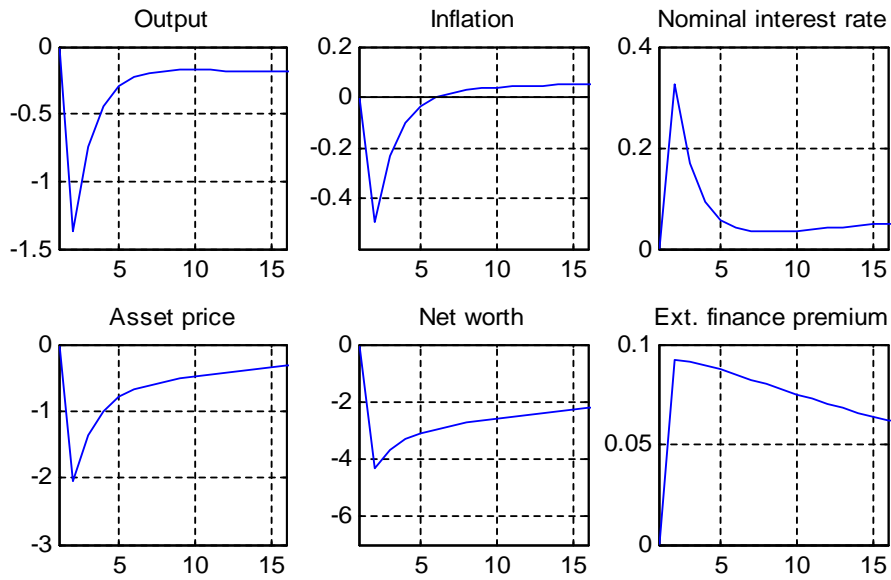 Output
0
-0.5
-1
-1.5
5 10 15
Inflation
0.2
0
-0.2
-0.4
5 10 15
Nominal interest rate
0.4
0.2
0
5 10 15
Asset price
0
-1
-2
-3
5 10 15
Net worth
0
-2
-4
-6
5 10 15
Ext. finance premium
0.1
0.05
0
5 10 15